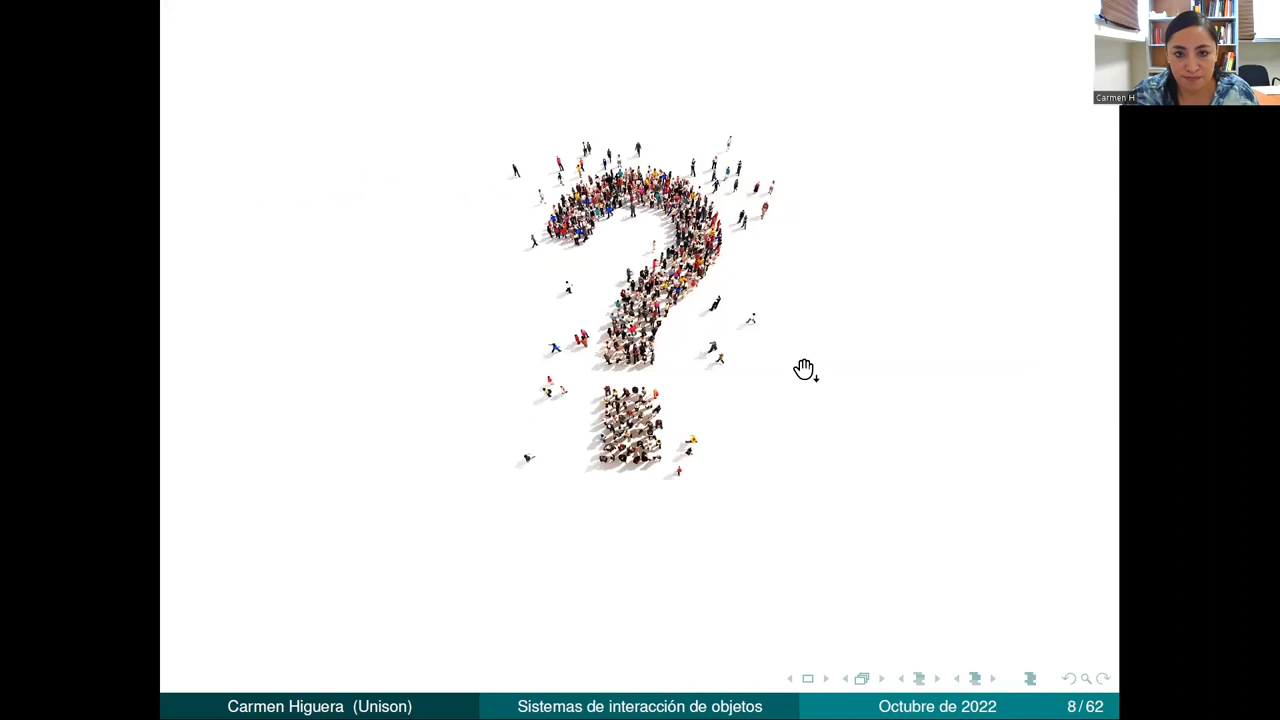 Carmen H
Carmen Higuera (Unison)
Sistemas de interacción de objetos
Octubre de 2022
8 / 62